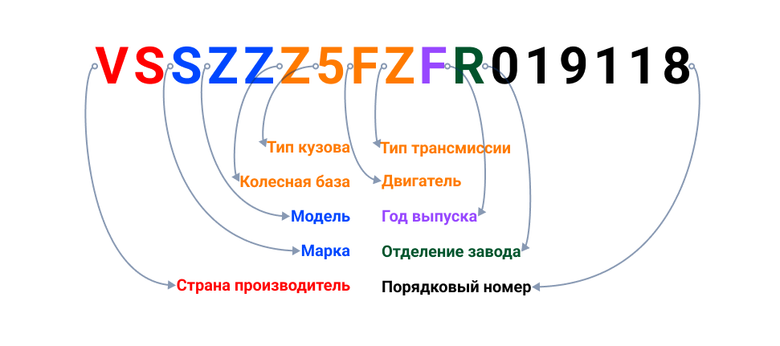 VSSZZZ5FZFR019118
Тип кузова
Тип трансмиссии
Колесная база
Двигатель
Модель
Год выпуска
Марка
Отделение завода
Страна производитель
Порядковый номер